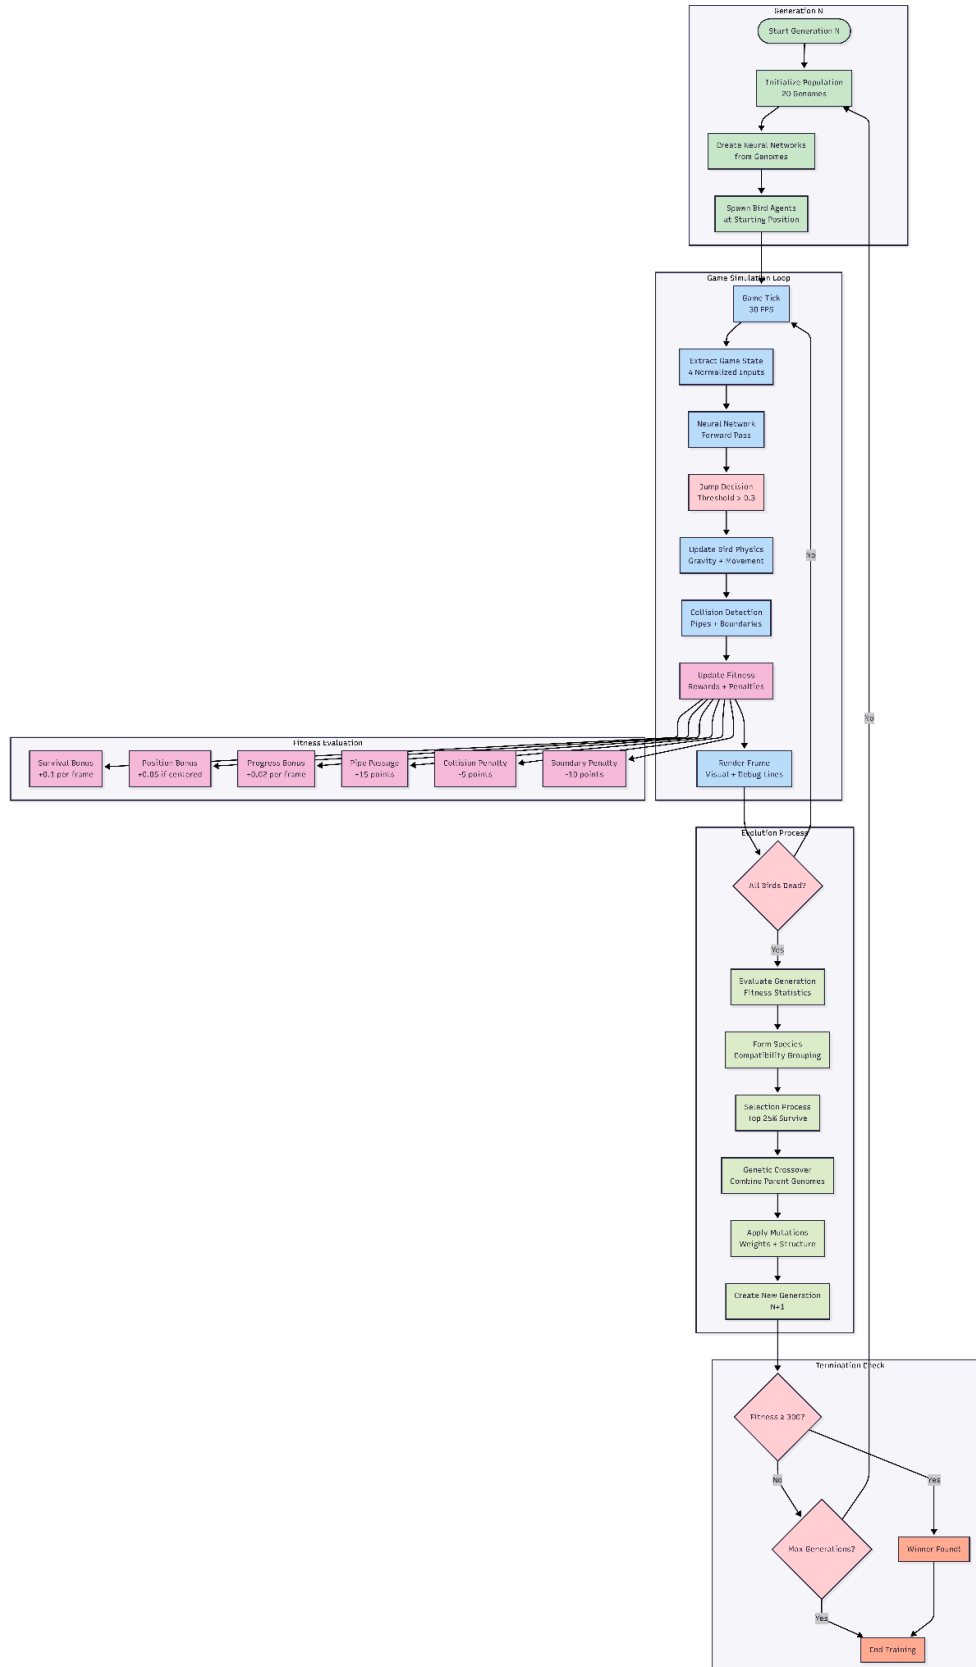 Generation N
Start Generation N
Initialize Population
20 Genomes
Create Neural Networks
from Genomes
Spawn Bird Agents
at Starting Position
Game Simulation Loop
Game Tick
30 FPS
Extract Game State
4 Normalized Inputs
Neural Network
Forward Pass
Jump Decision
Threshold > 0.3
Update Bird Physics
Gravity + Movement
No
Collision Detection
Pipes + Boundaries
Update Fitness
Rewards + Penalties
No
Fitness Evaluation
Survival Bonus
+0.1 per frame
Position Bonus
+0.05 if centered
Progress Bonus
+0.02 per frame
Pipe Passage
+15 points
Collision Penalty
-5 points
Boundary Penalty
-10 points
Render Frame
Visual + Debug Lines
Evolution Process
All Birds Dead?
Yes
Evaluate Generation
Fitness Statistics
Form Species
Compatibility Grouping
Selection Process
Top 25% Survive
Genetic Crossover
Combine Parent Genomes
Apply Mutations
Weights + Structure
Create New Generation
N+1
Termination Check
Fitness ≥ 300?
No
Yes
Max Generations?
Winner Found!
Yes
End Training